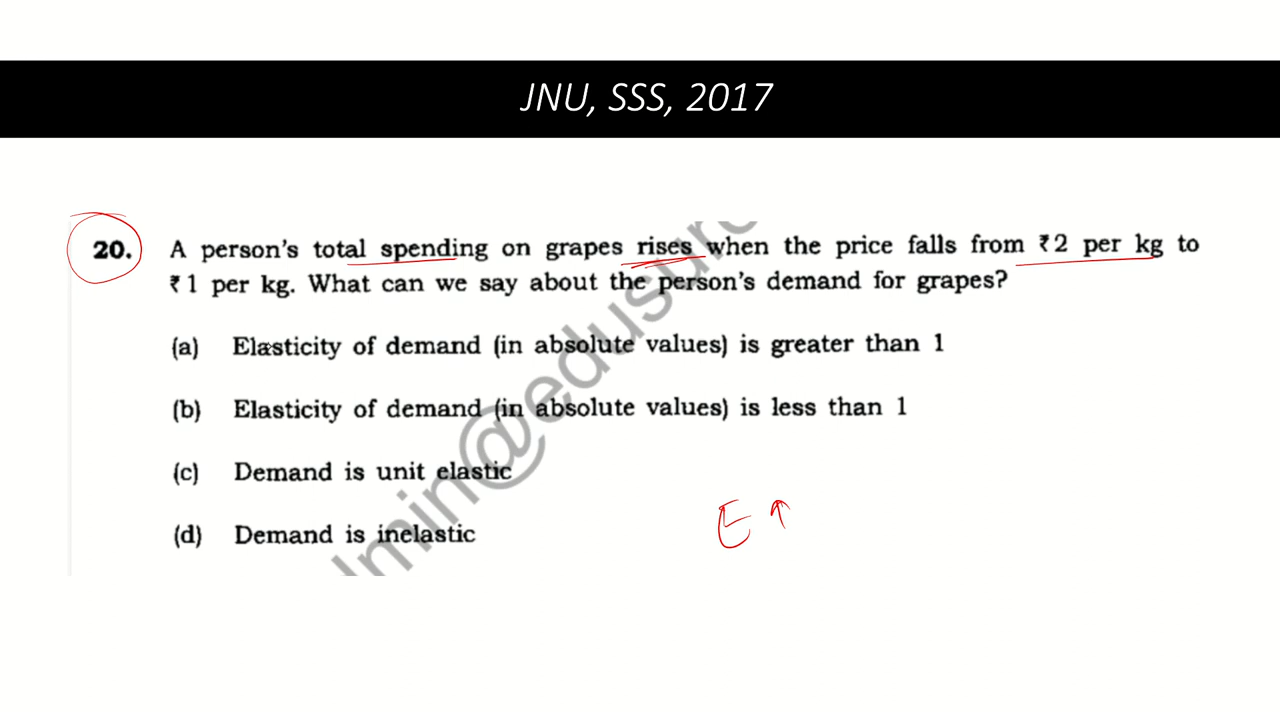 JNU, SSS, 2017
20. A person's total spending on grapes rises when the price falls from ₹2 per kg to
₹1 per kg. What can we say about the person's demand for grapes?
(a) Elasticity of demand (in absolute values) is greater than 1
(b) Elasticity of demand (in absolute values) is less than 1
(c) Demand is unit elastic
(d) Demand is inelastic
E ↑
dmin@edusure